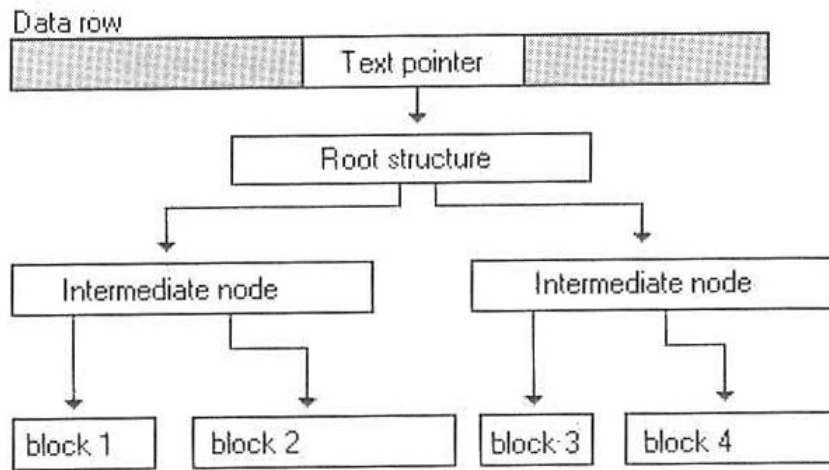 Data row
Text pointer
Root structure
Intermediate node
Intermediate node
block 1
block 2
block 3
block 4